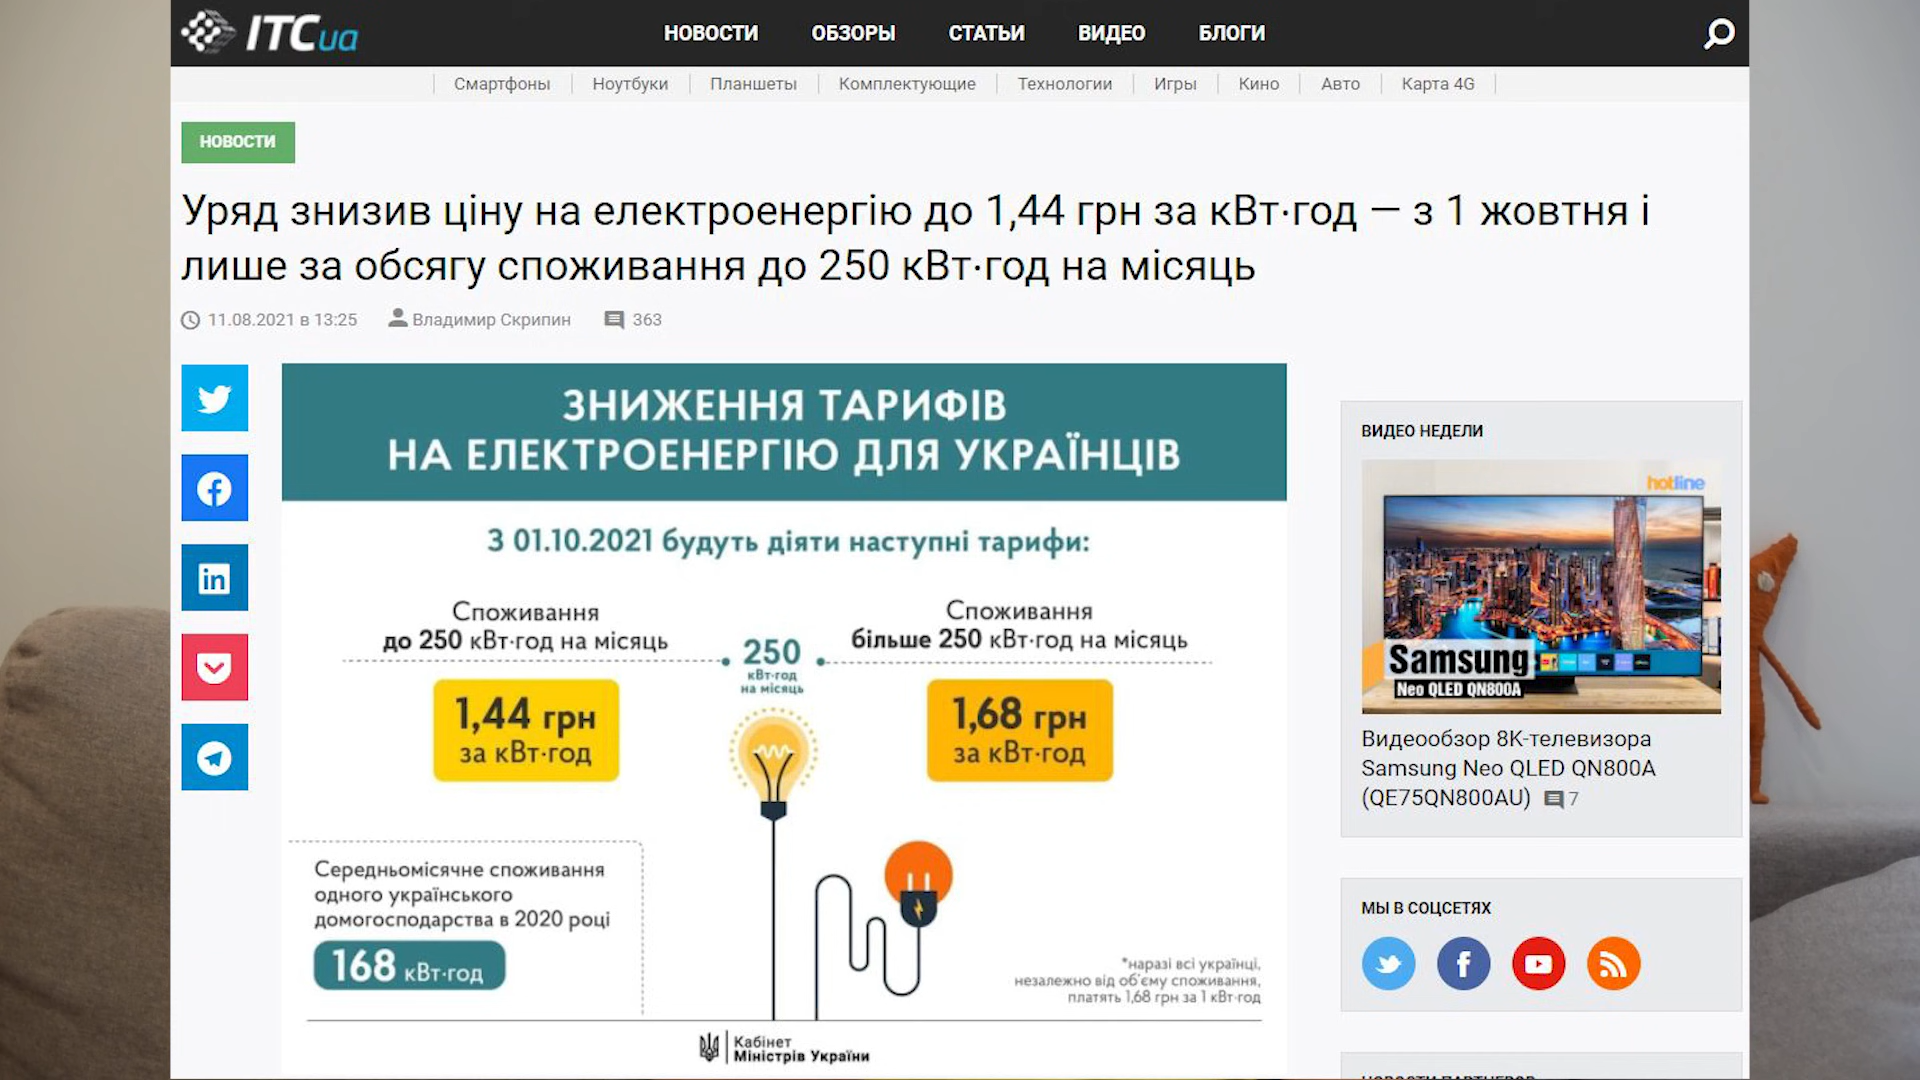 ITC ua
НОВОСТИ ОБЗОРЫ СТАТЬИ ВИДЕО БЛОГИ
Смартфоны Ноутбуки Планшеты Комплектующие Технологии Игры Кино Авто Карта 4G
НОВОСТИ
Уряд знизив ціну на електроенергію до 1,44 грн за кВт·год — з 1 жовтня і
лише за обсягу споживання до 250 кВт·год на місяць
11.08.2021 в 13:25 Владимир Скрипин 363
ЗНИЖЕННЯ ТАРИФІВ
НА ЕЛЕКТРОЕНЕРГІЮ ДЛЯ УКРАЇНЦІВ
З 01.10.2021 будуть діяти наступні тарифи:
Споживання
до 250 кВт·год на місяць
1,44 грн
за кВт·год
250
кВт·год
на місяць
Споживання
більше 250 кВт·год на місяць
1,68 грн
за кВт·год
Середньомісячне споживання
одного українського
домогосподарства в 2020 році
168 кВт·год
*наразі всі українці,
незалежно від об'єму споживання,
платять 1,68 грн за 1 кВт·год
Кабінет
Міністрів України
ВИДЕО НЕДЕЛИ
hotline
Samsung
Neo QLED QN800A
Видеообзор 8K-телевизора
Samsung Neo QLED QN800A
(QE75QN800AU) 7
МЫ В СОЦСЕТЯХ
НОВОСТИ ПАРТНЕРОВ